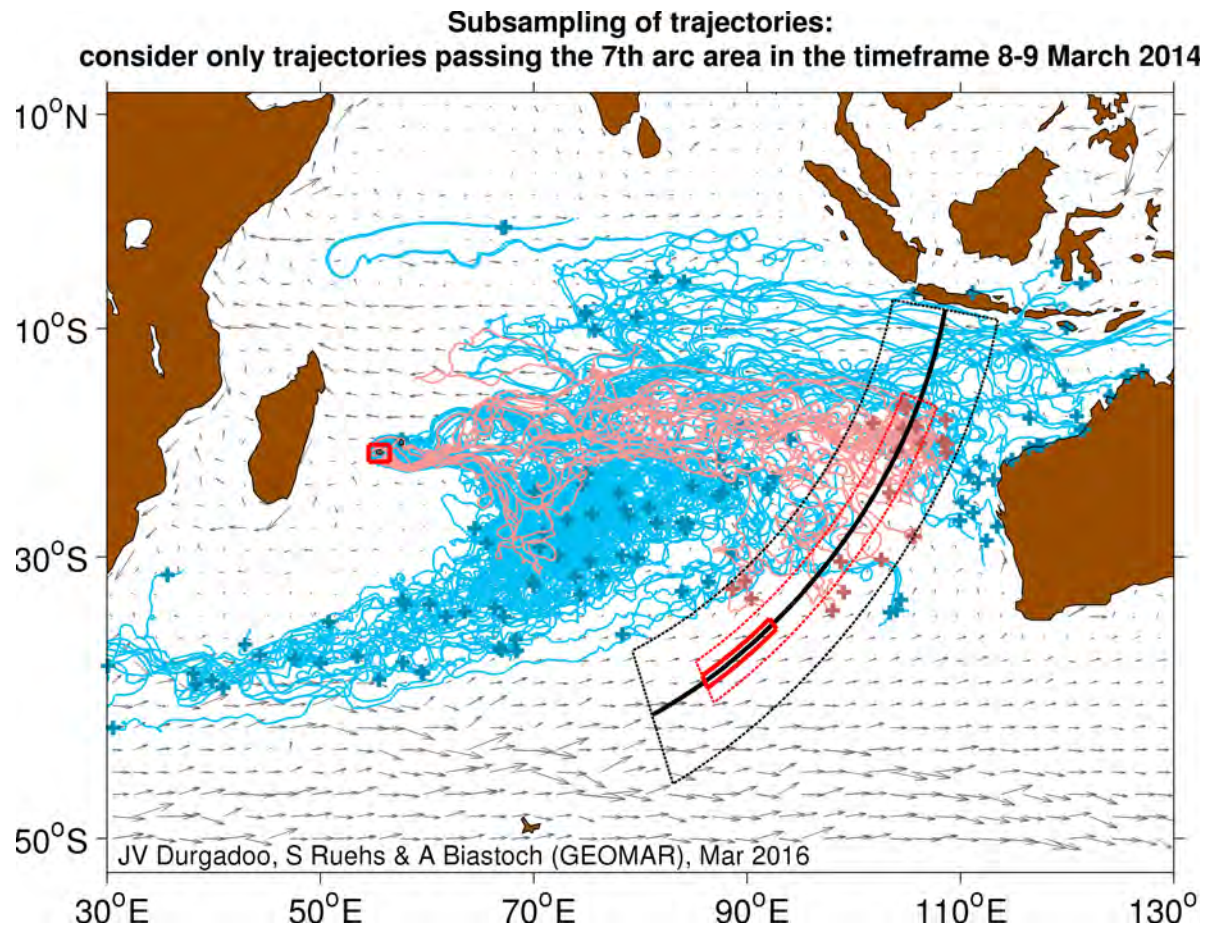 Subsampling of trajectories:
consider only trajectories passing the 7th arc area in the timeframe 8-9 March 2014
10°N
10°S
30°S
50°S
JV Durgadoo, S Ruehs & A Biastoch (GEOMAR), Mar 2016
30°E 50°E 70°E 90°E 110°E 130°